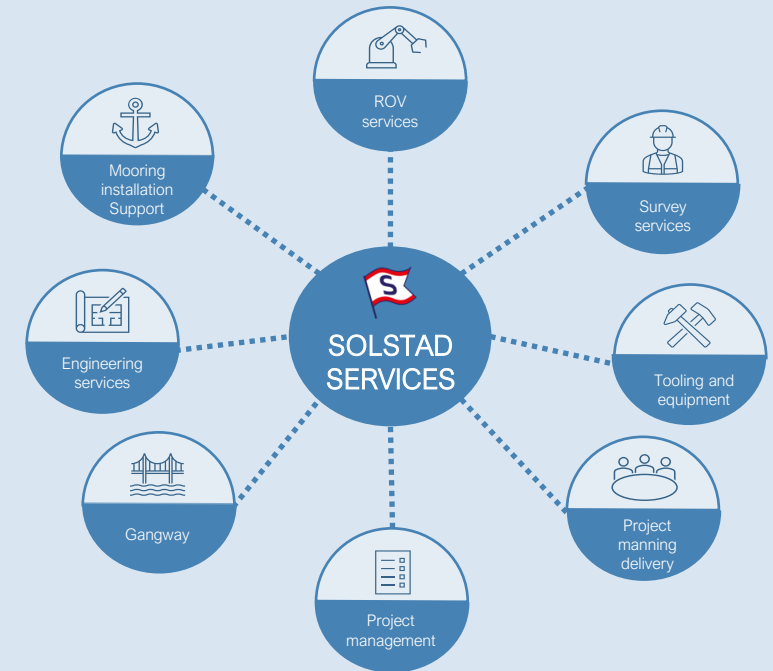 ROV
services
Mooring
installation
Support
Survey
services
S
SOLSTAD
SERVICES
Engineering
services
Tooling and
equipment
Gangway
Project
manning
delivery
Project
management